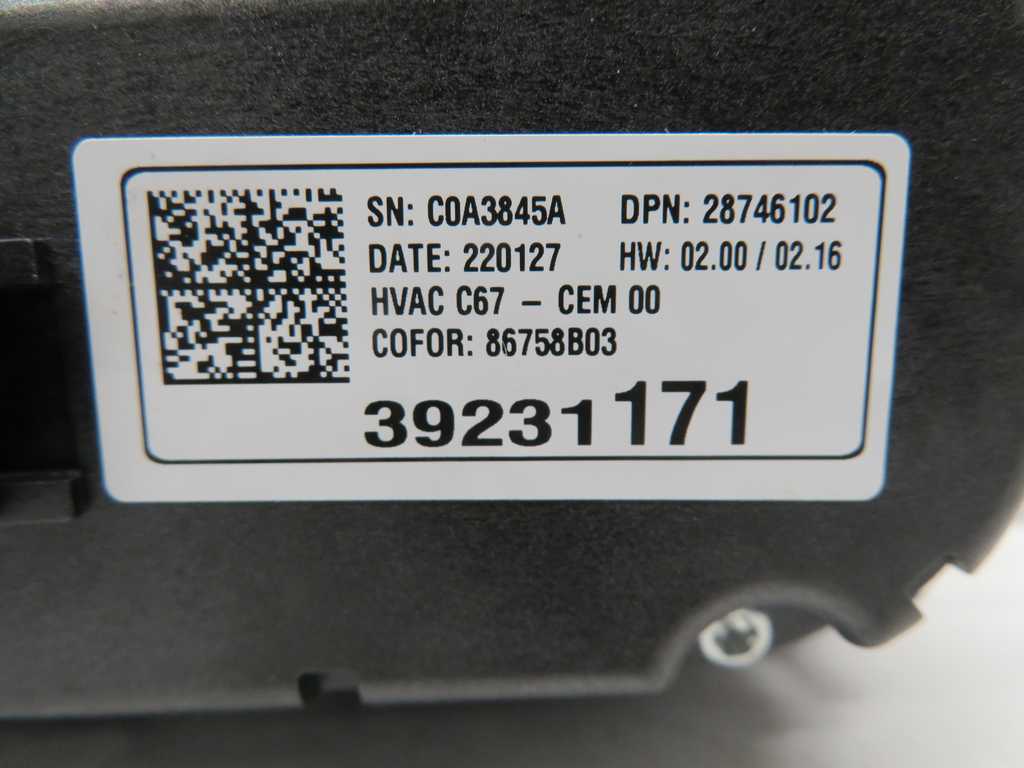 SN: C0A3845A DPN: 28746102
DATE: 220127 HW: 02.00 / 02.16
HVAC C67 – CEM 00
COFOR: 86758B03
39231171